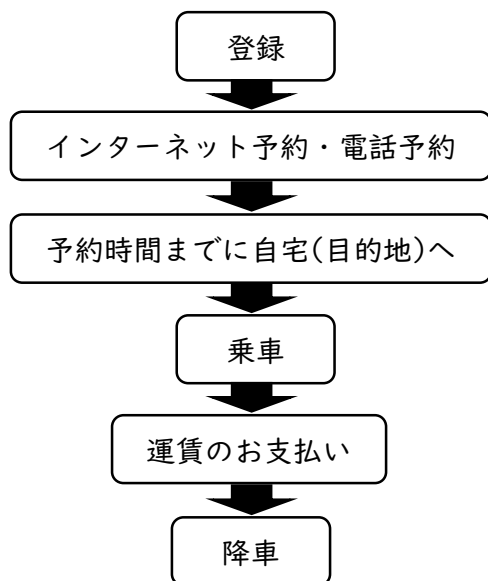 登録
インターネット予約・電話予約
予約時間までに自宅(目的地)へ
乗車
運賃のお支払い
降車